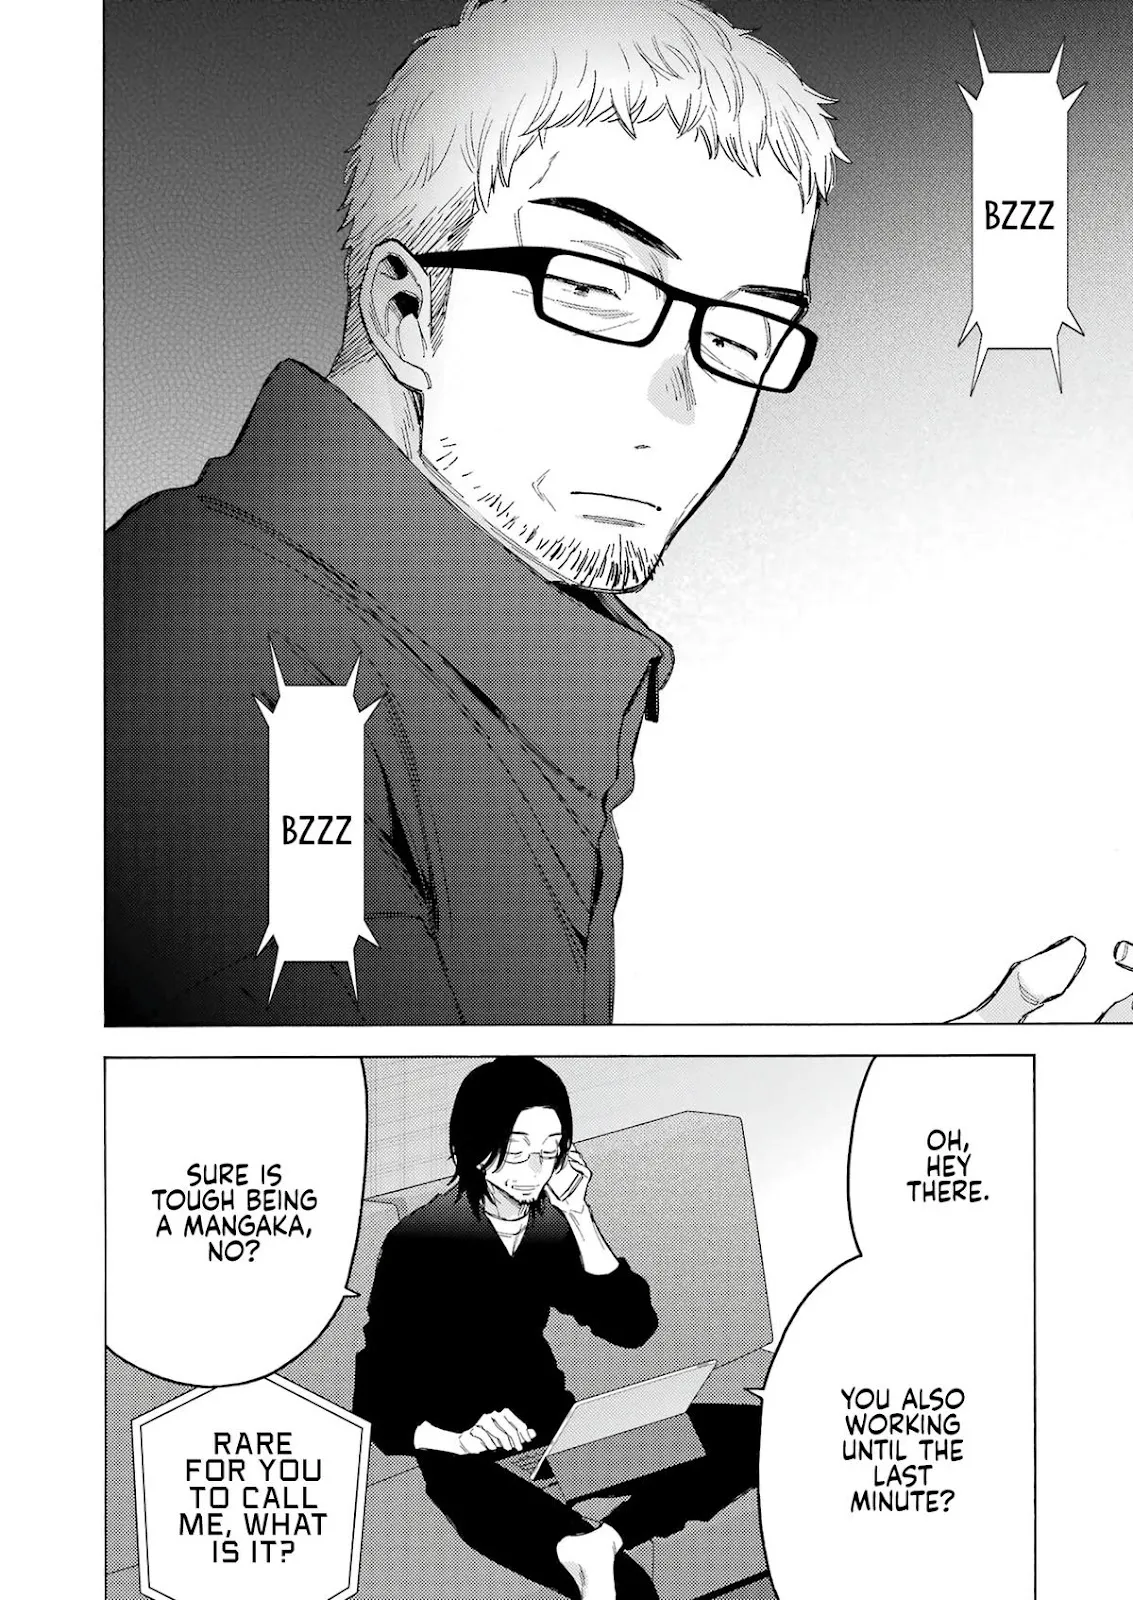 BZZZ
BZZZ
OH,
HEY
THERE.
YOU ALSO
WORKING
UNTIL THE
LAST
MINUTE?
SURE IS
TOUGH BEING
A MANGAKA,
NO?
RARE
FOR YOU
TO CALL
ME, WHAT
IS IT?